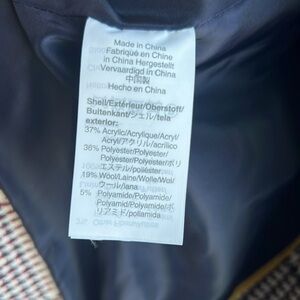 Made in China
Fabriqué en Chine
in China Hergestellt
Vervaardigd in China
中国製
Hecho en China
Shell/Extérieur/Oberstoff/
Buitenkant/シェル/tela
exterior:
37% Acrylic/Acrylique/Acryl/
Acryl/アクリル/acrílico
36% Polyester/Polyester/
Polyester/Polyester/ポリ
エステル/poliéster
19% Wool/Laine/Wolle/Wol/
ウール/lana
5% Polyamide/Polyamide/
Polyamid/Polyamide/ポ
リアミド/poliamida